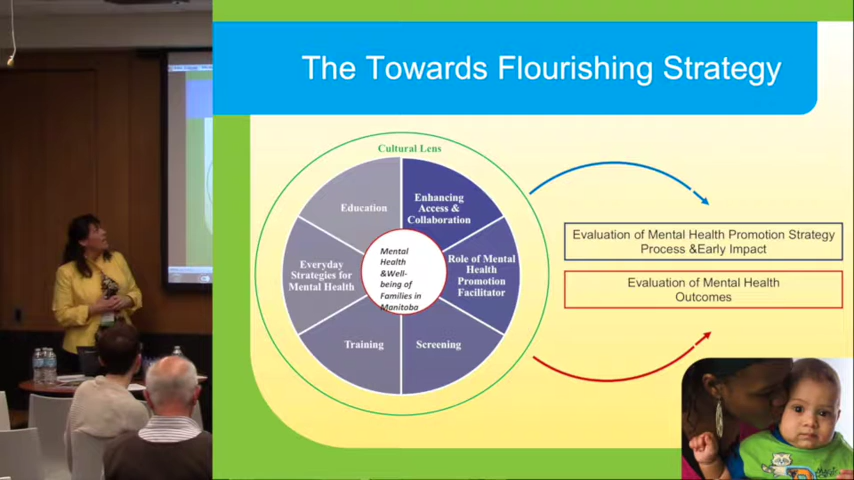 The Towards Flourishing Strategy
Cultural Lens
Education
Enhancing
Access &
Collaboration
Everyday
Strategies for
Mental Health
Mental
Health
&Well-
being of
Families in
Manitoba
Role of Mental
Health
Promotion
Facilitator
Training
Screening
Evaluation of Mental Health Promotion Strategy
Process &Early Impact
Evaluation of Mental Health
Outcomes